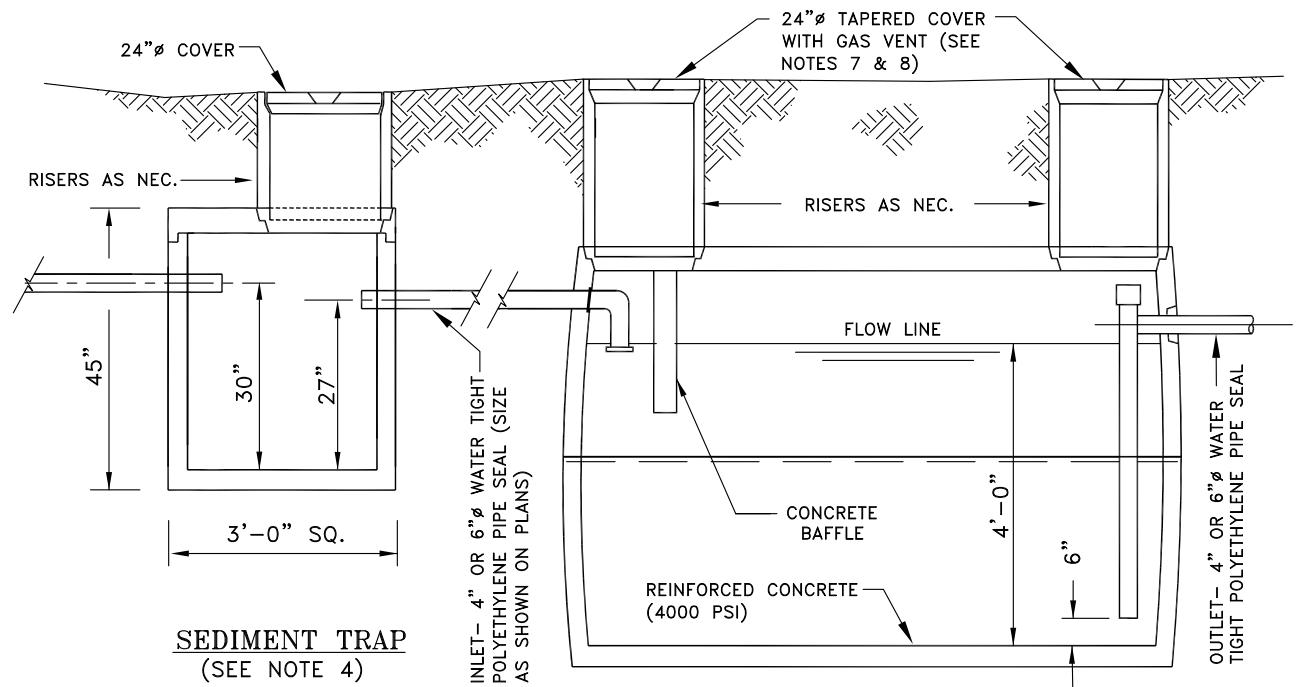 24"ø COVER
24"ø TAPERED COVER
WITH GAS VENT (SEE
NOTES 7 & 8)
RISERS AS NEC.
RISERS AS NEC.
45"
30"
27"
FLOW LINE
INLET- 4" OR 6"ø WATER TIGHT
POLYETHYLENE PIPE SEAL (SIZE
AS SHOWN ON PLANS)
CONCRETE
BAFFLE
4'-0"
6"
OUTLET- 4" OR 6"ø WATER
TIGHT POLYETHYLENE PIPE SEAL
3'-0" SQ.
REINFORCED CONCRETE
(4000 PSI)
SEDIMENT TRAP
(SEE NOTE 4)